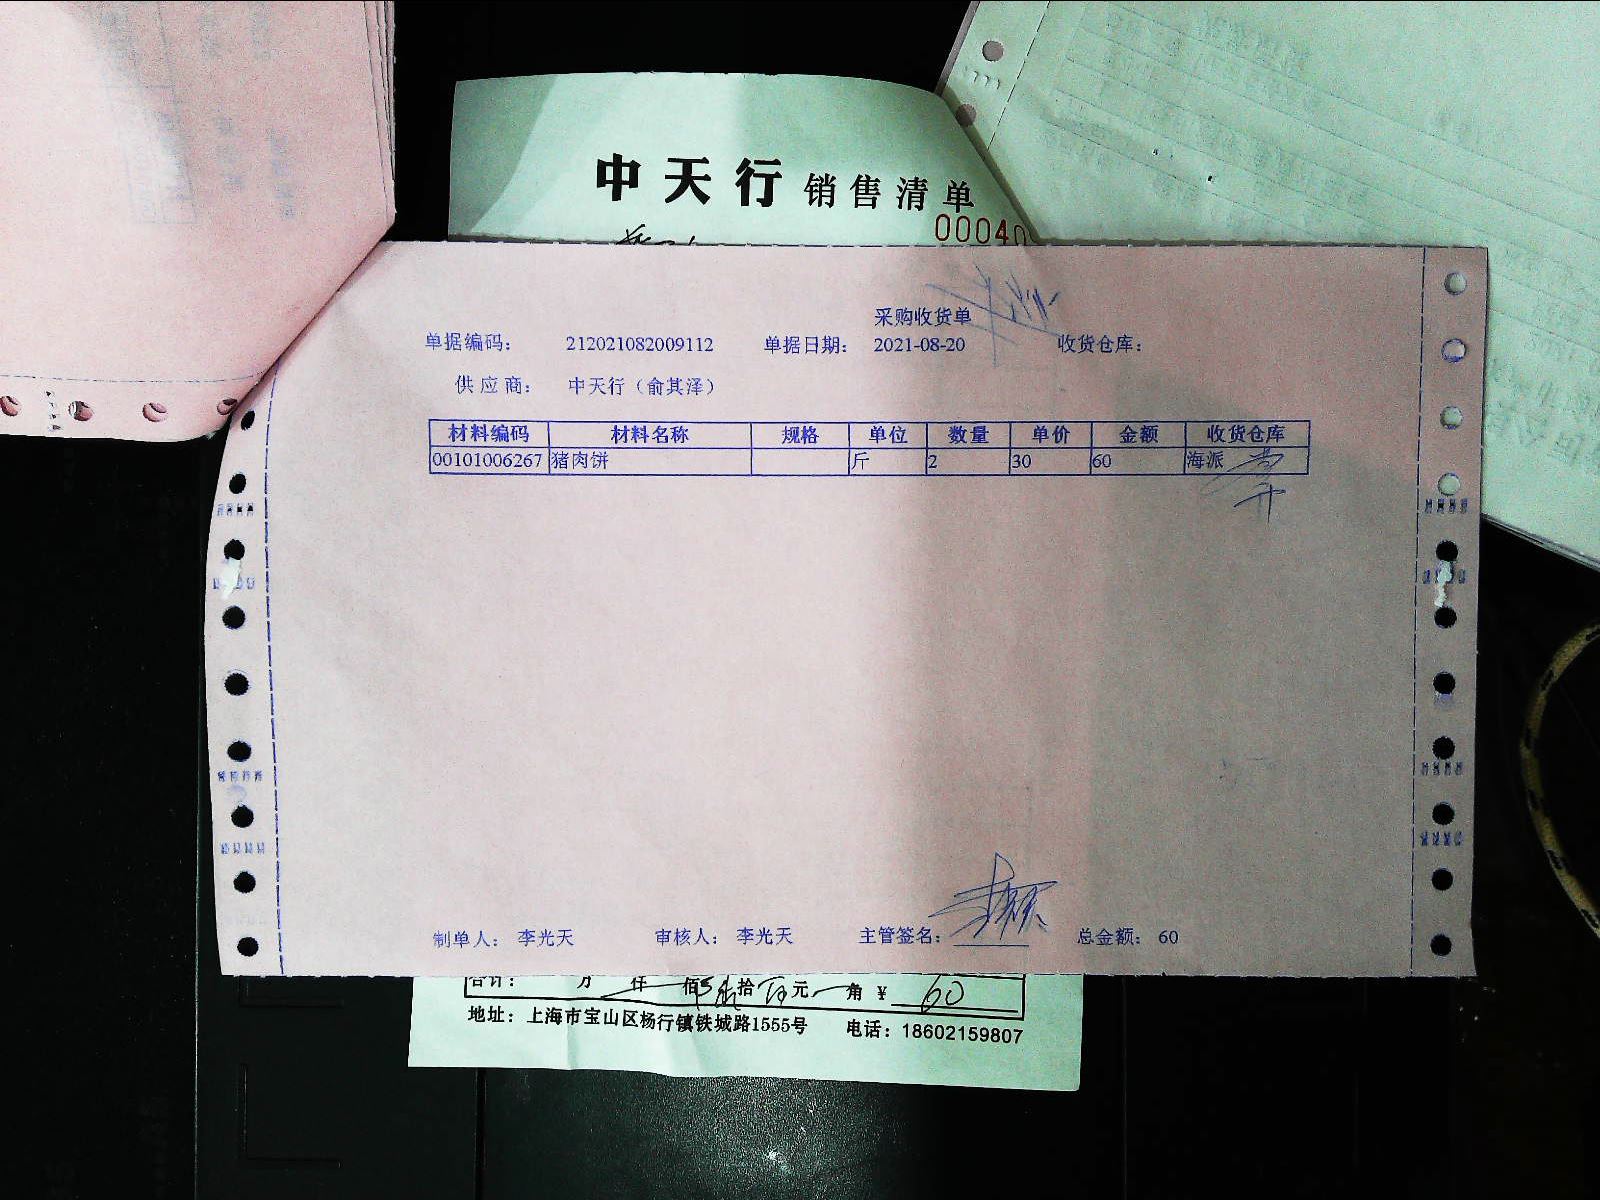 中天行 销售清单
00040
采购收货单
单据编码： 212021082009112 单据日期： 2021-08-20 收货仓库：
供应商： 中天行（俞其泽）
材料编码 材料名称 规格 单位 数量 单价 金额 收货仓库
00101006267 猪肉饼 斤 2 30 60 海派
制单人： 李光天 审核人： 李光天 主管签名： 总金额： 60
合计： 万 仟 佰 拾 元 角 ¥ 60
地址：上海市宝山区杨行镇铁城路1555号 电话：18602159807